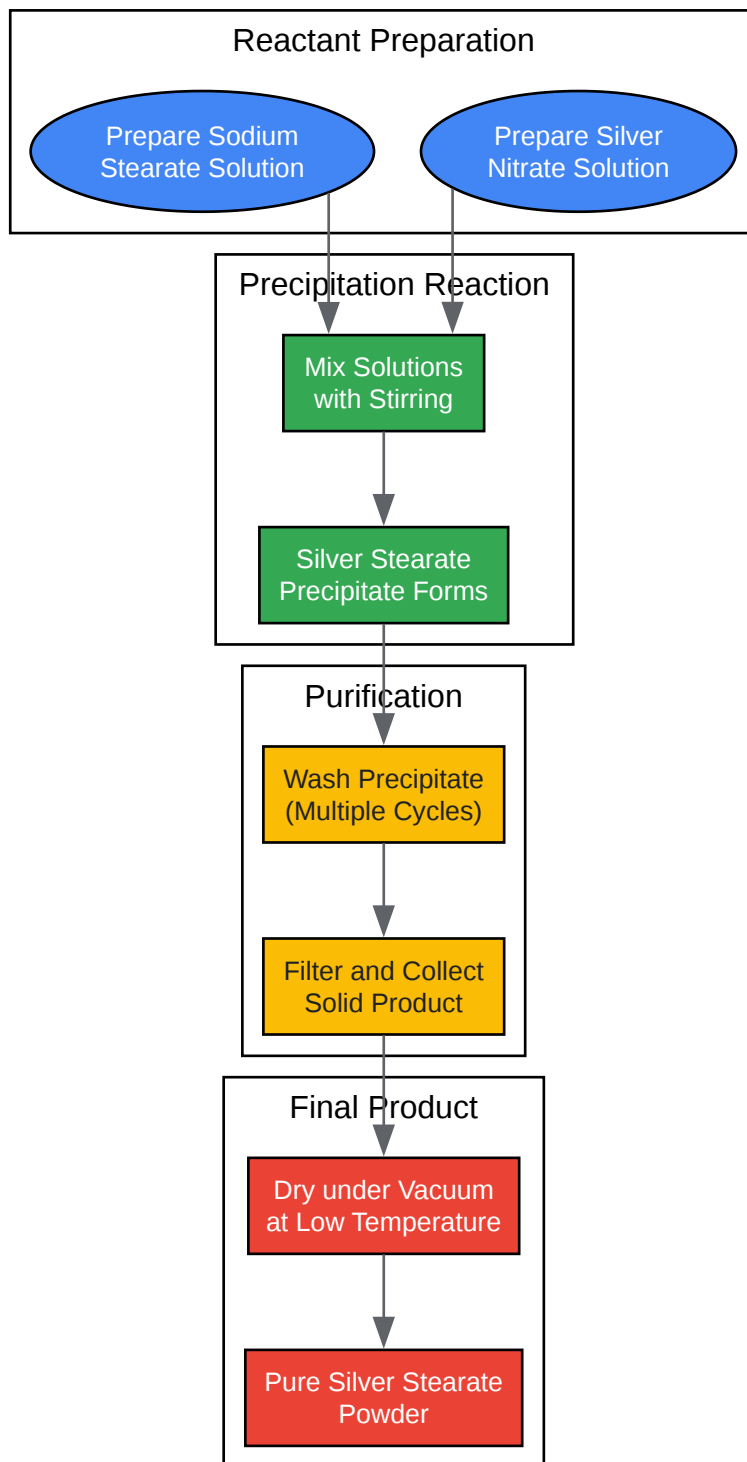 Reactant Preparation
Prepare Sodium
Stearate Solution
Prepare Silver
Nitrate Solution
Precipitation Reaction
Mix Solutions
with Stirring
Silver Stearate
Precipitate Forms
Purification
Wash Precipitate
(Multiple Cycles)
Filter and Collect
Solid Product
Final Product
Dry under Vacuum
at Low Temperature
Pure Silver Stearate
Powder